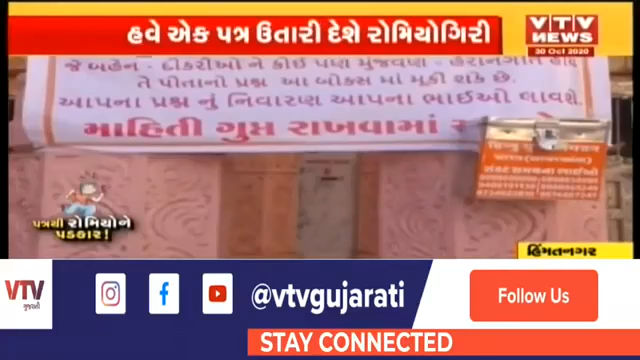 હવે એક પત્ર ઉતારી દેશે રોમિયોગિરી
VTV
NEWS
30 Oct 2020
જે બહેન - દીકરીઓ ને કોઈ પણ મુંજવણ - હેરાનગતિ હોય
તે પોતાનો પ્રશ્ન આ બોક્સ માં મૂકી શકે છે.
આપના પ્રશ્ન નું નિવારણ આપના ભાઈઓ લાવશે.
માહિતી ગુપ્ત રાખવામાં
પત્રથી રોમિયોને
પડકાર!
હિંમતનગર
VTV
ગુજરાતી
@vtvgujarati
Follow Us
STAY CONNECTED